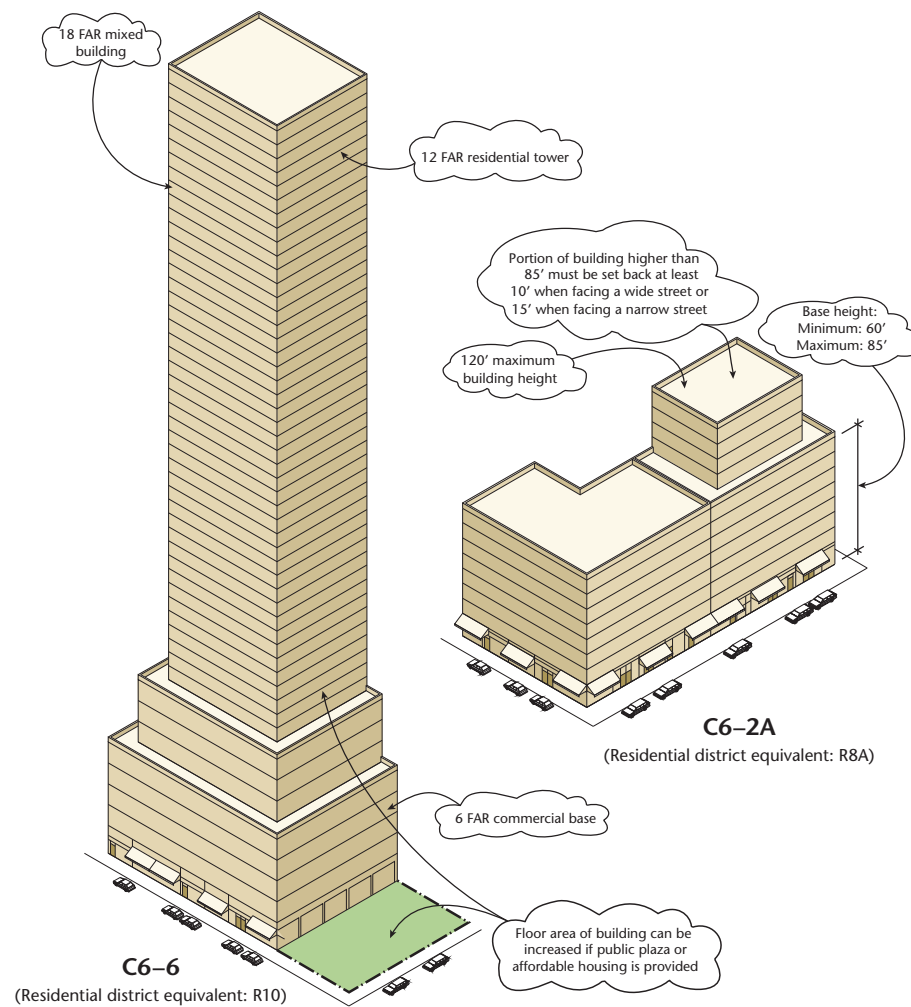 18 FAR mixed
building
12 FAR residential tower
Portion of building higher than
85’ must be set back at least
10’ when facing a wide street or
15’ when facing a narrow street
Base height:
Minimum: 60’
Maximum: 85’
120’ maximum
building height
C6–2A
(Residential district equivalent: R8A)
6 FAR commercial base
Floor area of building can be
increased if public plaza or
affordable housing is provided
C6–6
(Residential district equivalent: R10)